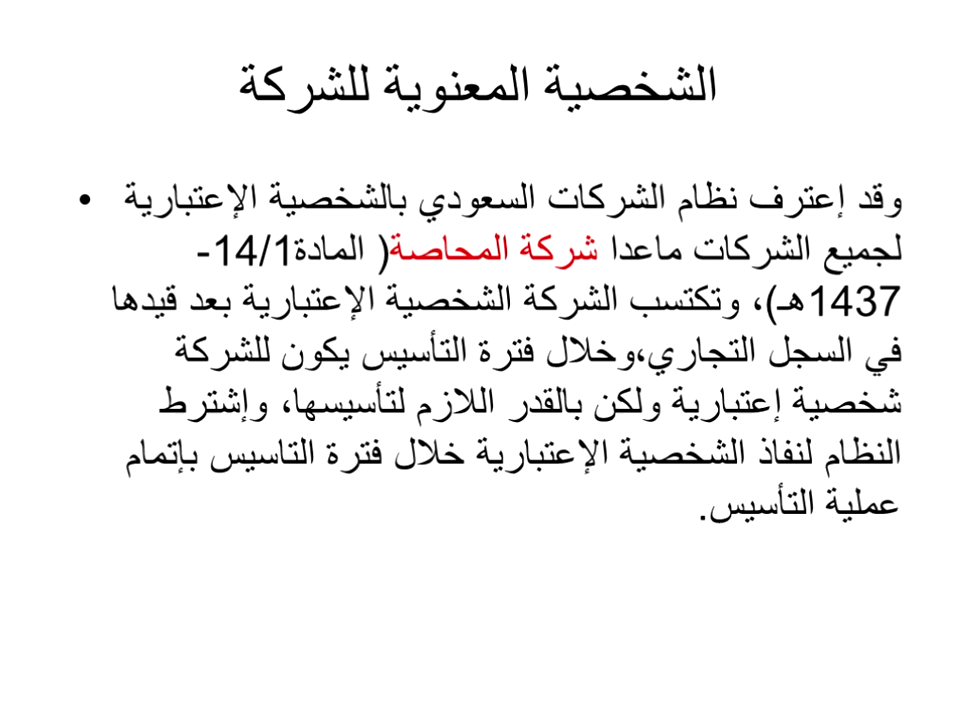 الشخصية المعنوية للشركة
• وقد إعترف نظام الشركات السعودي بالشخصية الإعتبارية
لجميع الشركات ماعدا شركة المحاصة( المادة14/1-
1437هـ)، وتكتسب الشركة الشخصية الإعتبارية بعد قيدها
في السجل التجاري،وخلال فترة التأسيس يكون للشركة
شخصية إعتبارية ولكن بالقدر اللازم لتأسيسها، وإشترط
النظام لنفاذ الشخصية الإعتبارية خلال فترة التاسيس بإتمام
عملية التأسيس.